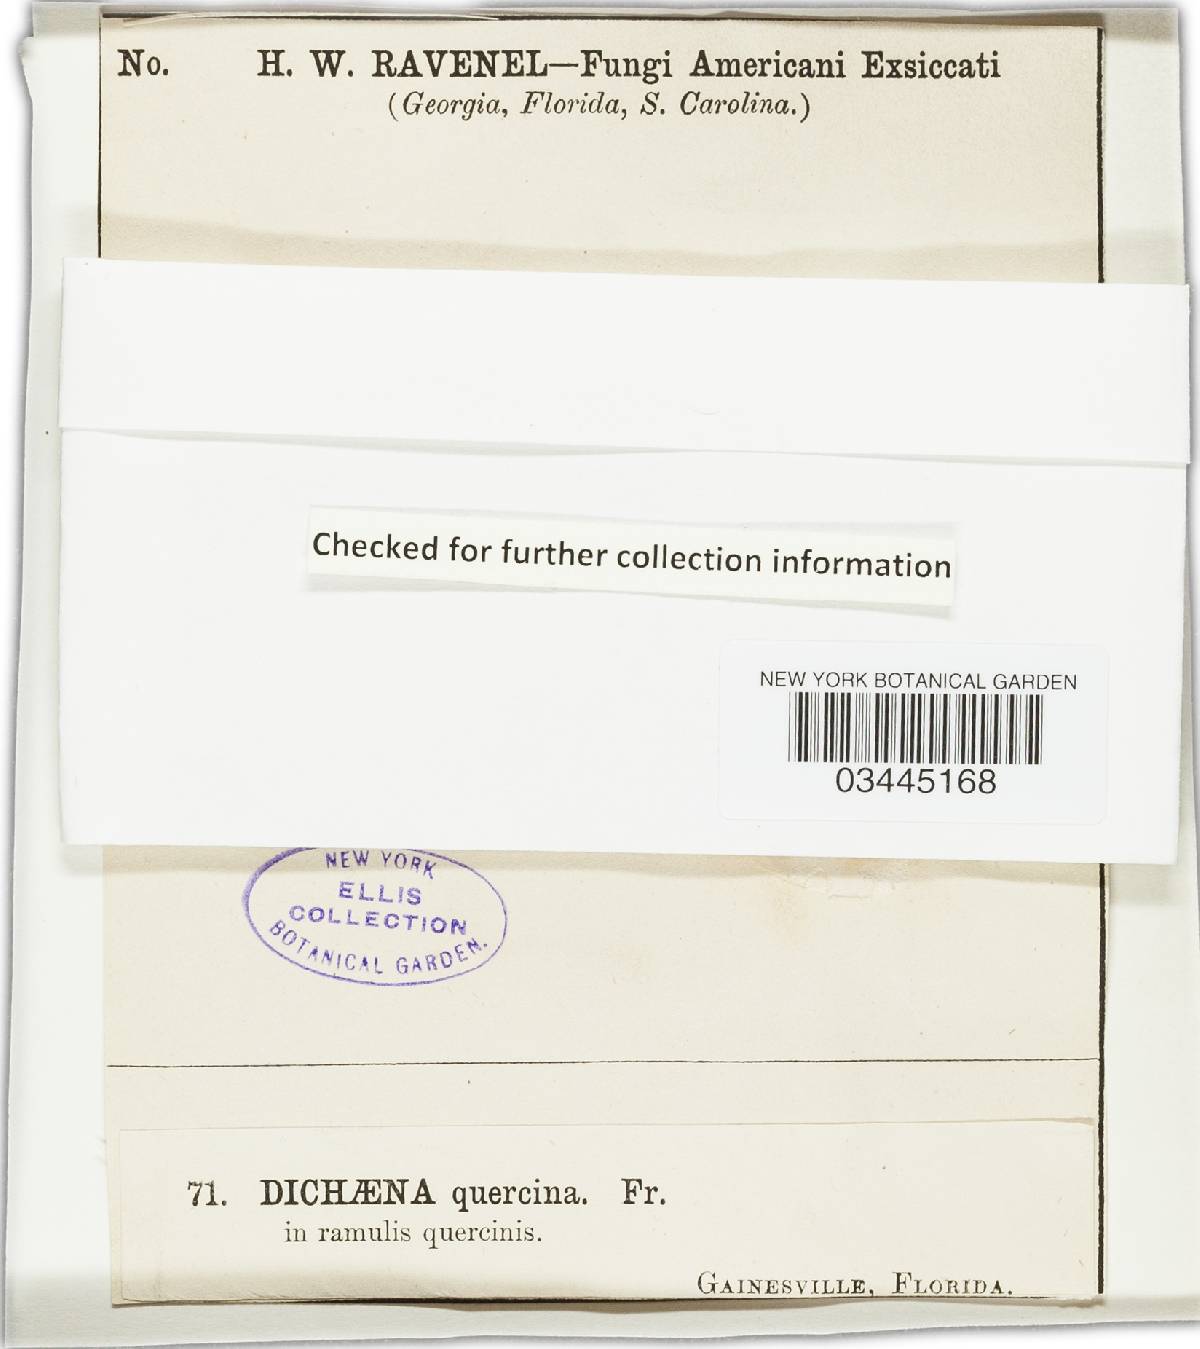 No. H. W. RAVENEL—Fungi Americani Exsiccati
(Georgia, Florida, S. Carolina.)
Checked for further collection information
NEW YORK BOTANICAL GARDEN
03445168
NEW YORK
ELLIS
COLLECTION
BOTANICAL GARDEN.
71. DICHÆNA quercina. Fr.
in ramulis quercinis.
GAINESVILLE, FLORIDA.